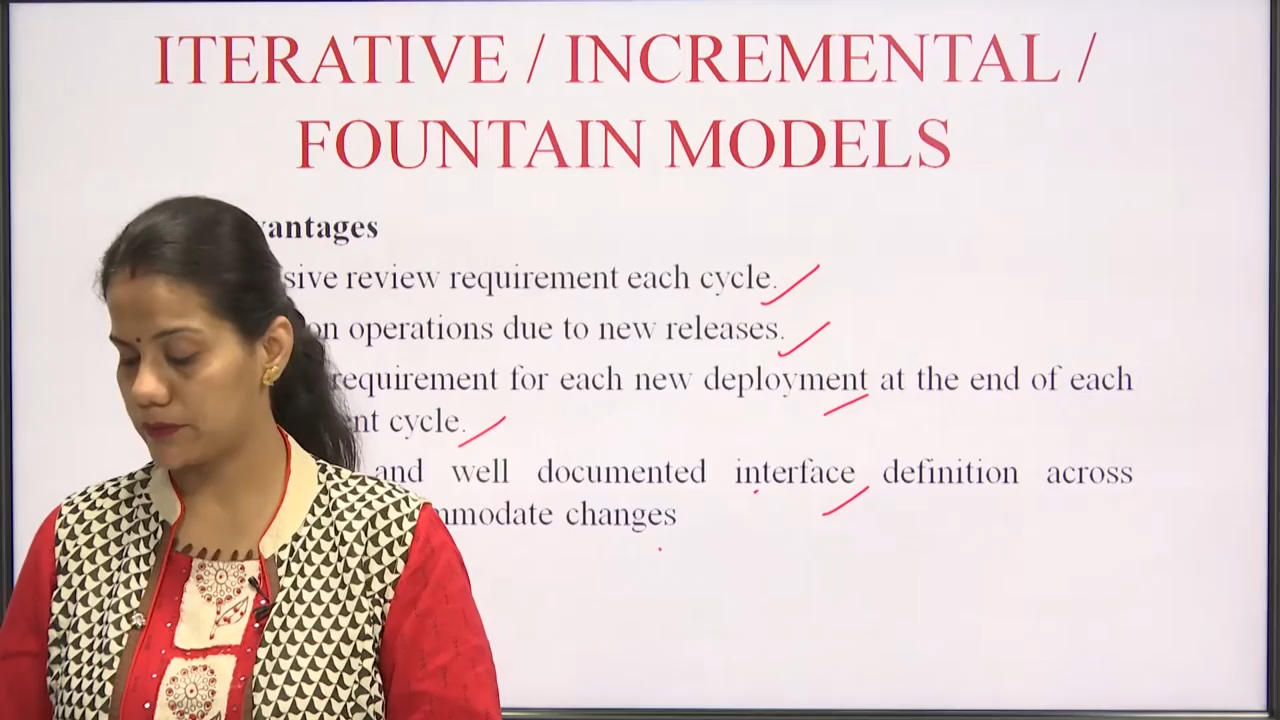 ITERATIVE / INCREMENTAL /
FOUNTAIN MODELS
vantages
sive review requirement each cycle.
on operations due to new releases.
requirement for each new deployment at the end of each
nt cycle.
and well documented interface definition across
mmodate changes